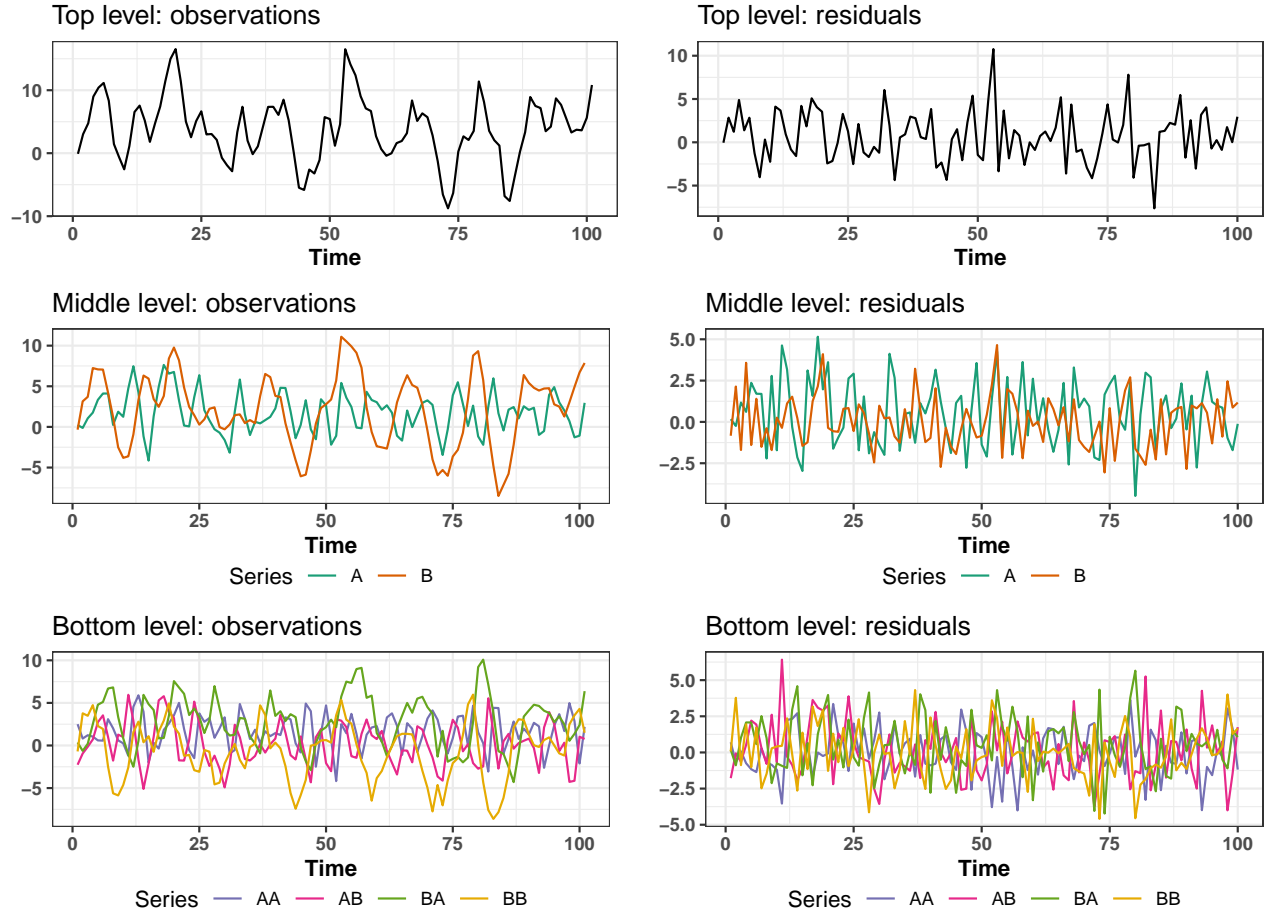 Top level: observations
10
0
−10
0 25 50 75 100
Time
Top level: residuals
10
5
0
−5
0 25 50 75 100
Time
Middle level: observations
10
5
0
−5
0 25 50 75 100
Time
Series A B
Middle level: residuals
5.0
2.5
0.0
−2.5
0 25 50 75 100
Time
Series A B
Bottom level: observations
10
5
0
−5
0 25 50 75 100
Time
Series AA AB BA BB
Bottom level: residuals
5.0
2.5
0.0
−2.5
−5.0
0 25 50 75 100
Time
Series AA AB BA BB